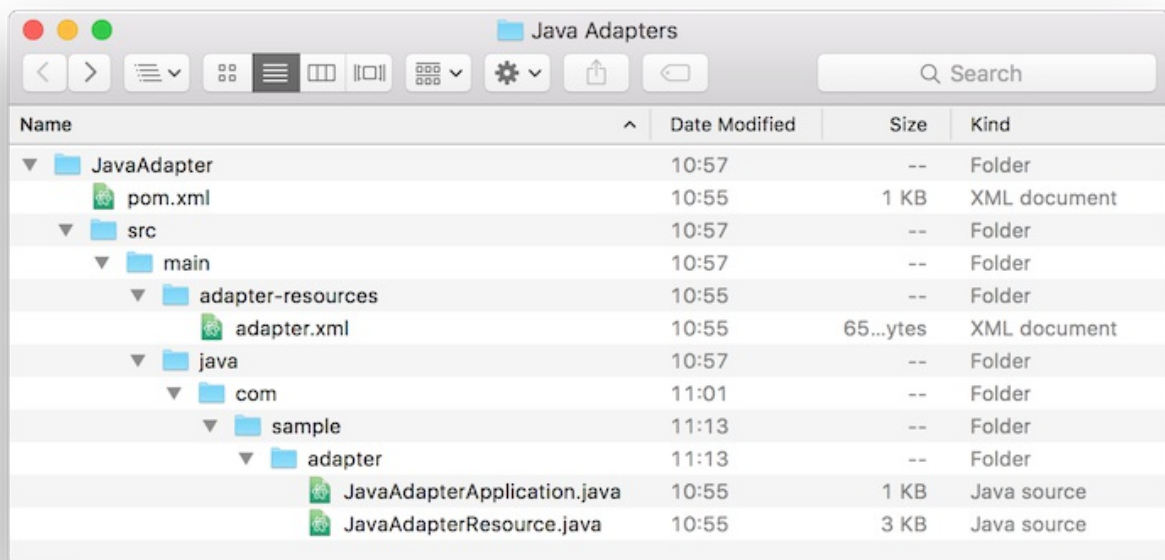 Java Adapters
Search
Name Date Modified Size Kind
JavaAdapter 10:57 -- Folder
pom.xml 10:55 1 KB XML document
src 10:57 -- Folder
main 10:57 -- Folder
adapter-resources 10:55 -- Folder
adapter.xml 10:55 65...ytes XML document
java 10:57 -- Folder
com 11:01 -- Folder
sample 11:13 -- Folder
adapter 11:13 -- Folder
JavaAdapterApplication.java 10:55 1 KB Java source
JavaAdapterResource.java 10:55 3 KB Java source